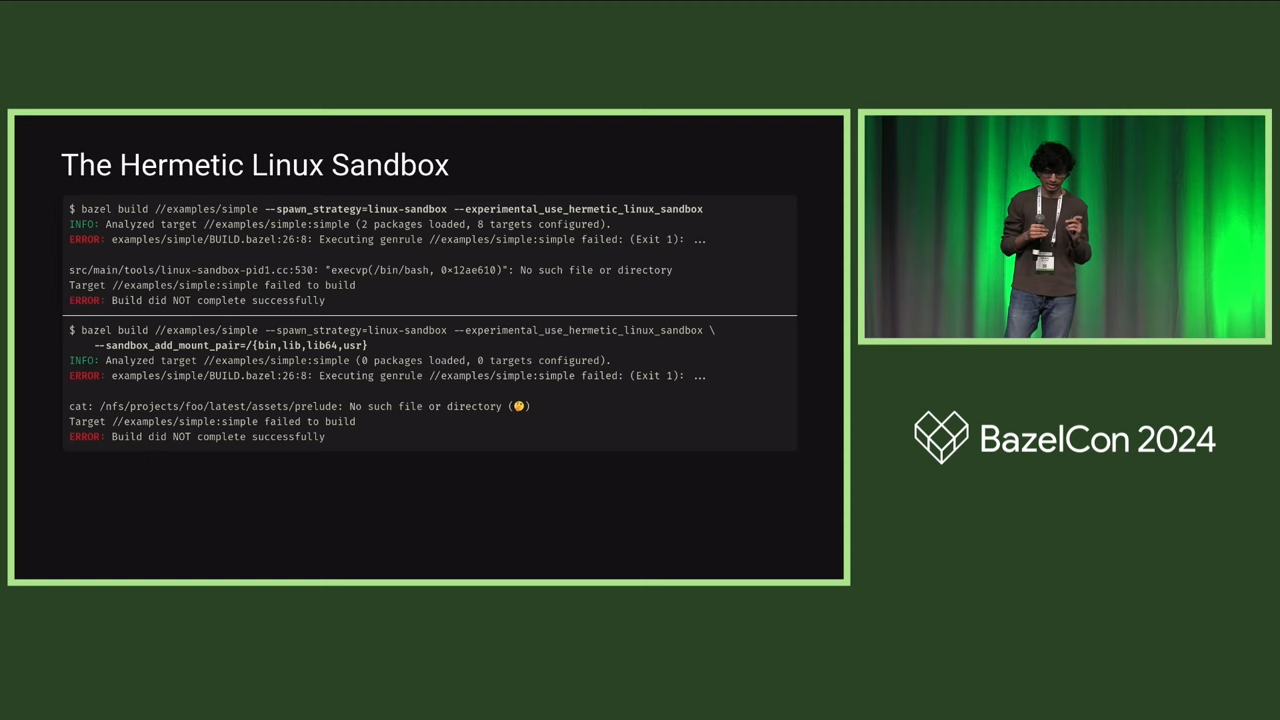 The Hermetic Linux Sandbox
$ bazel build //examples/simple --spawn_strategy=linux-sandbox --experimental_use_hermetic_linux_sandbox
INFO: Analyzed target //examples/simple:simple (2 packages loaded, 8 targets configured).
ERROR: examples/simple/BUILD.bazel:26:8: Executing genrule //examples/simple:simple failed: (Exit 1): ...
src/main/tools/linux-sandbox-pid1.cc:530: "execvp(/bin/bash, 0×12ae610)": No such file or directory
Target //examples/simple:simple failed to build
ERROR: Build did NOT complete successfully
$ bazel build //examples/simple --spawn_strategy=linux-sandbox --experimental_use_hermetic_linux_sandbox \
--sandbox_add_mount_pair=/{bin,lib,lib64,usr}
INFO: Analyzed target //examples/simple:simple (0 packages loaded, 0 targets configured).
ERROR: examples/simple/BUILD.bazel:26:8: Executing genrule //examples/simple:simple failed: (Exit 1): ...
cat: /nfs/projects/foo/latest/assets/prelude: No such file or directory (🤔)
Target //examples/simple:simple failed to build
ERROR: Build did NOT complete successfully
BazelCon 2024